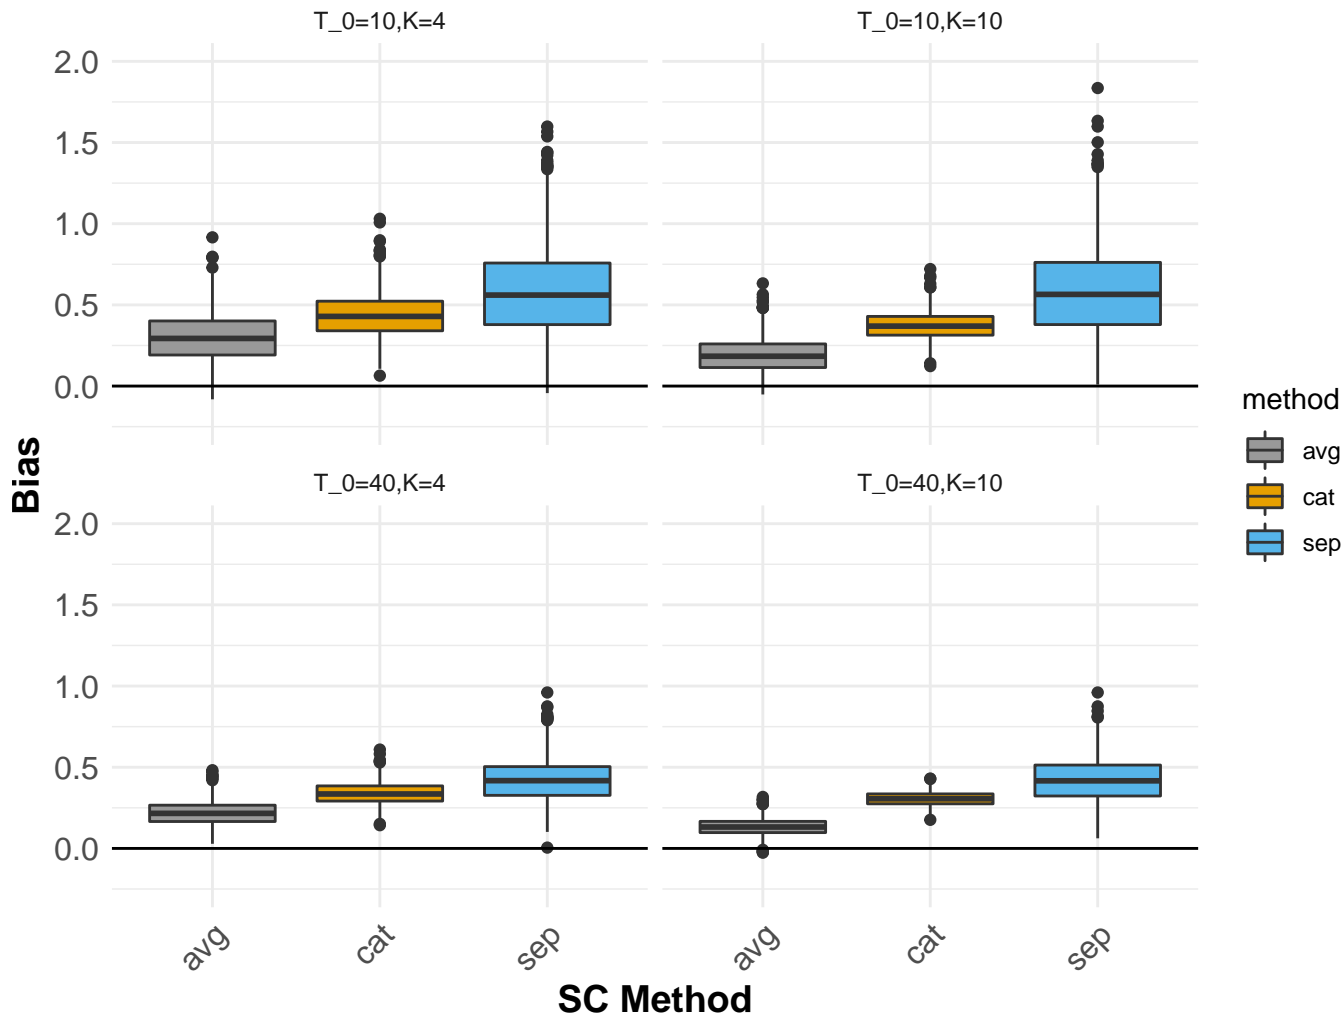 T_0=10,K=4
T_0=10,K=10
2.0
1.5
1.0
0.5
0.0
T_0=40,K=4
T_0=40,K=10
2.0
1.5
1.0
0.5
0.0
Bias
avg
cat
sep
avg
cat
sep
SC Method
method
avg
cat
sep